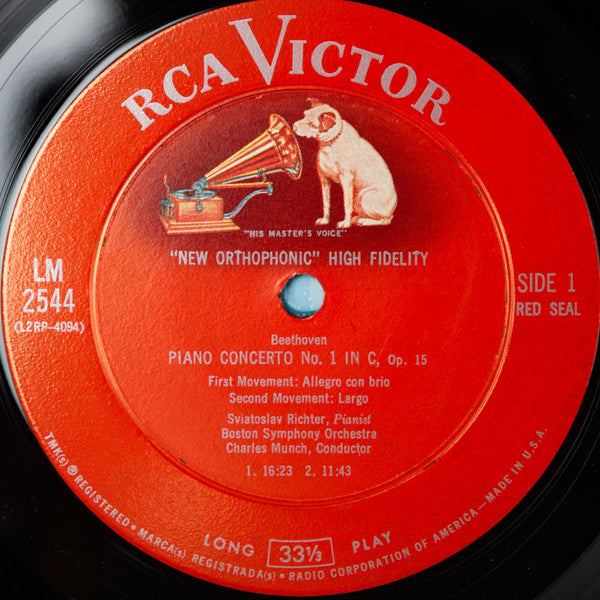 RCA VICTOR
"HIS MASTER'S VOICE"
"NEW ORTHOPHONIC" HIGH FIDELITY
LM
2544
(L2RP-4094)
SIDE 1
RED SEAL
Beethoven
PIANO CONCERTO No. 1 IN C, Op. 15
First Movement: Allegro con brio
Second Movement: Largo
Sviatoslav Richter, Pianist
Boston Symphony Orchestra
Charles Munch, Conductor
1. 16:23 2. 11:43
LONG 33⅓ PLAY
TMK(s) ® REGISTERED • MARCA(s) REGISTRADA(s) • RADIO CORPORATION OF AMERICA — MADE IN U.S.A.